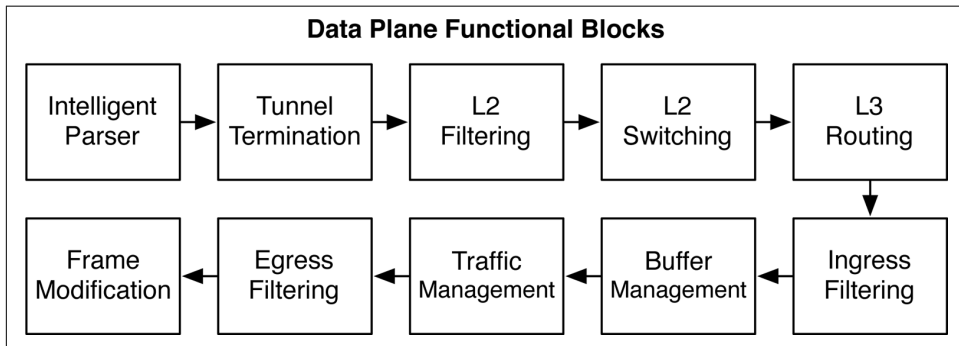 Data Plane Functional Blocks
Intelligent
Parser
Tunnel
Termination
L2
Filtering
L2
Switching
L3
Routing
Frame
Modification
Egress
Filtering
Traffic
Management
Buffer
Management
Ingress
Filtering